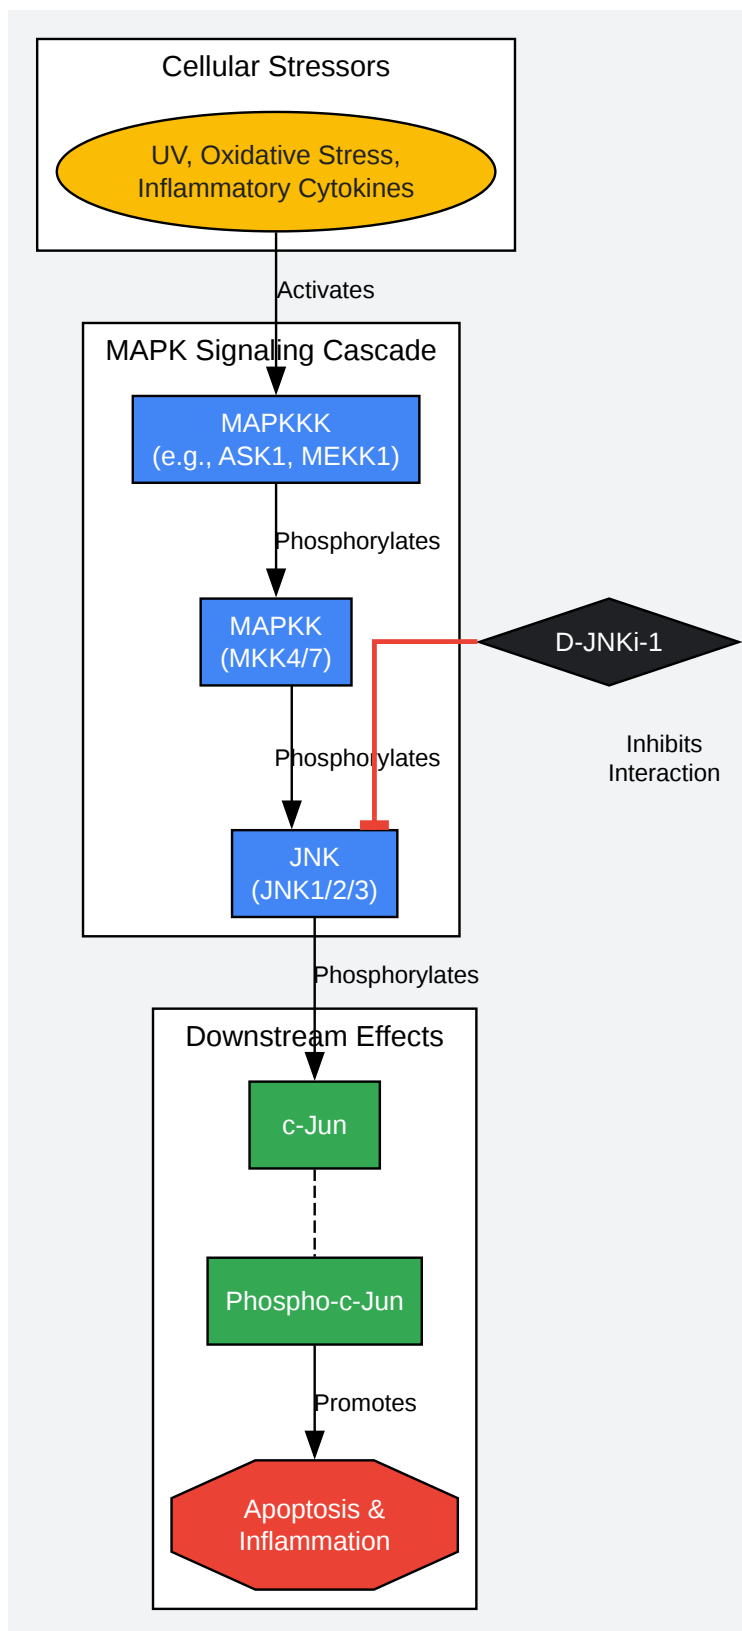 Cellular Stressors
UV, Oxidative Stress,
Inflammatory Cytokines
Activates
MAPK Signaling Cascade
MAPKKK
(e.g., ASK1, MEKK1)
Phosphorylates
MAPKK
(MKK4/7)
D-JNKi-1
Phosphorylates
Inhibits
Interaction
JNK
(JNK1/2/3)
Phosphorylates
Downstream Effects
c-Jun
Phospho-c-Jun
Promotes
Apoptosis &
Inflammation